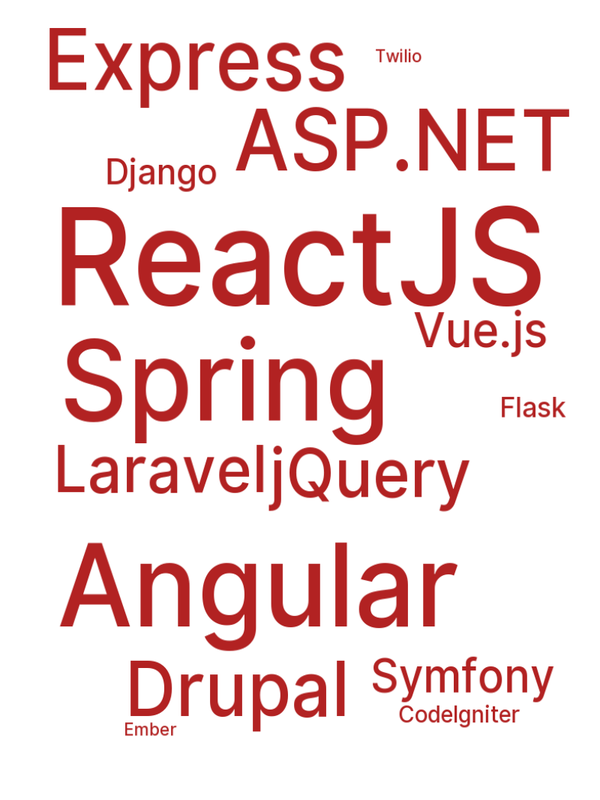 Express
Twilio
ASP.NET
Django
ReactJS
Vue.js
Spring
Flask
Laravel
jQuery
Angular
Drupal
Symfony
CodeIgniter
Ember